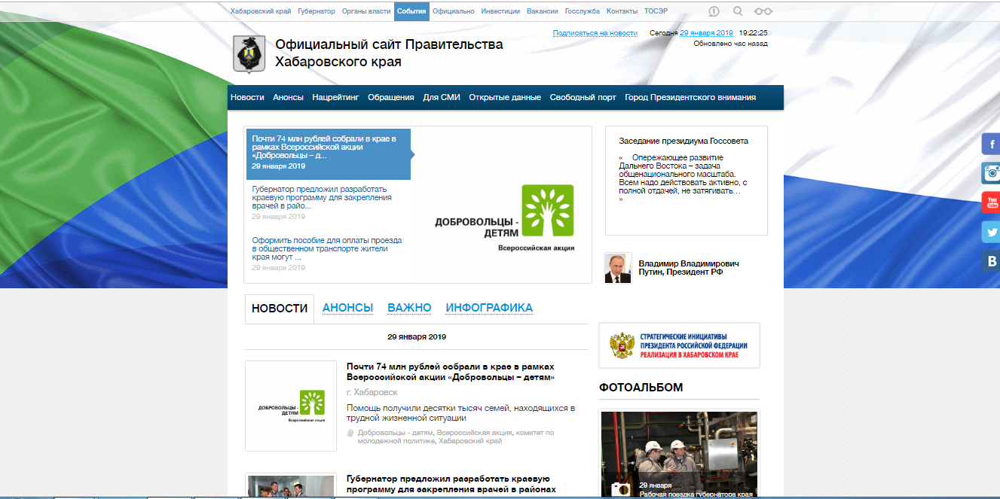 Хабаровский край Губернатор Органы власти События Официально Инвестиции Вакансии Госслужба Контакты ТОСЭР
Подписаться на новости Сегодня 29 января 2019 19:22:25
Обновлено час назад
Официальный сайт Правительства
Хабаровского края
Новости Анонсы Нацрейтинг Обращения Для СМИ Открытые данные Свободный порт Город Президентского внимания
Почти 74 млн рублей собрали в крае в
рамках Всероссийской акции
«Добровольцы – д...
29 января 2019
Губернатор предложил разработать
краевую программу для закрепления
врачей в райо...
29 января 2019
Оформить пособие для оплаты проезда
в общественном транспорте жители
края могут ...
29 января 2019
ДОБРОВОЛЬЦЫ -
ДЕТЯМ
Всероссийская акция
Заседание президиума Госсовета
« Опережающее развитие
Дальнего Востока – задача
общенационального масштаба.
Всем надо действовать активно, с
полной отдачей, не затягивать…
»
Владимир Владимирович
Путин, Президент РФ
f
You
Tube
B
НОВОСТИ АНОНСЫ ВАЖНО ИНФОГРАФИКА
29 января 2019
ДОБРОВОЛЬЦЫ -
ДЕТЯМ
Всероссийская акция
Почти 74 млн рублей собрали в крае в рамках
Всероссийской акции «Добровольцы – детям»
г. Хабаровск
Помощь получили десятки тысяч семей, находящихся в
трудной жизненной ситуации
Добровольцы - детям, Всероссийская акция, комитет по
молодежной политике, Хабаровский край
Губернатор предложил разработать краевую
программу для закрепления врачей в районах
СТРАТЕГИЧЕСКИЕ ИНИЦИАТИВЫ
ПРЕЗИДЕНТА РОССИЙСКОЙ ФЕДЕРАЦИИ
РЕАЛИЗАЦИЯ В ХАБАРОВСКОМ КРАЕ
ФОТОАЛЬБОМ
29 января
Рабочая поездка губернатора края